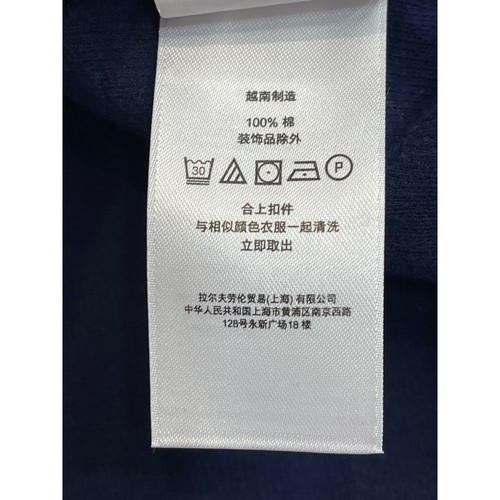 越南制造
100% 棉
装饰品除外
30 P
合上扣件
与相似颜色衣服一起清洗
立即取出
拉尔夫劳伦贸易(上海) 有限公司
中华人民共和国上海市黄浦区南京西路
128号永新广场18 楼